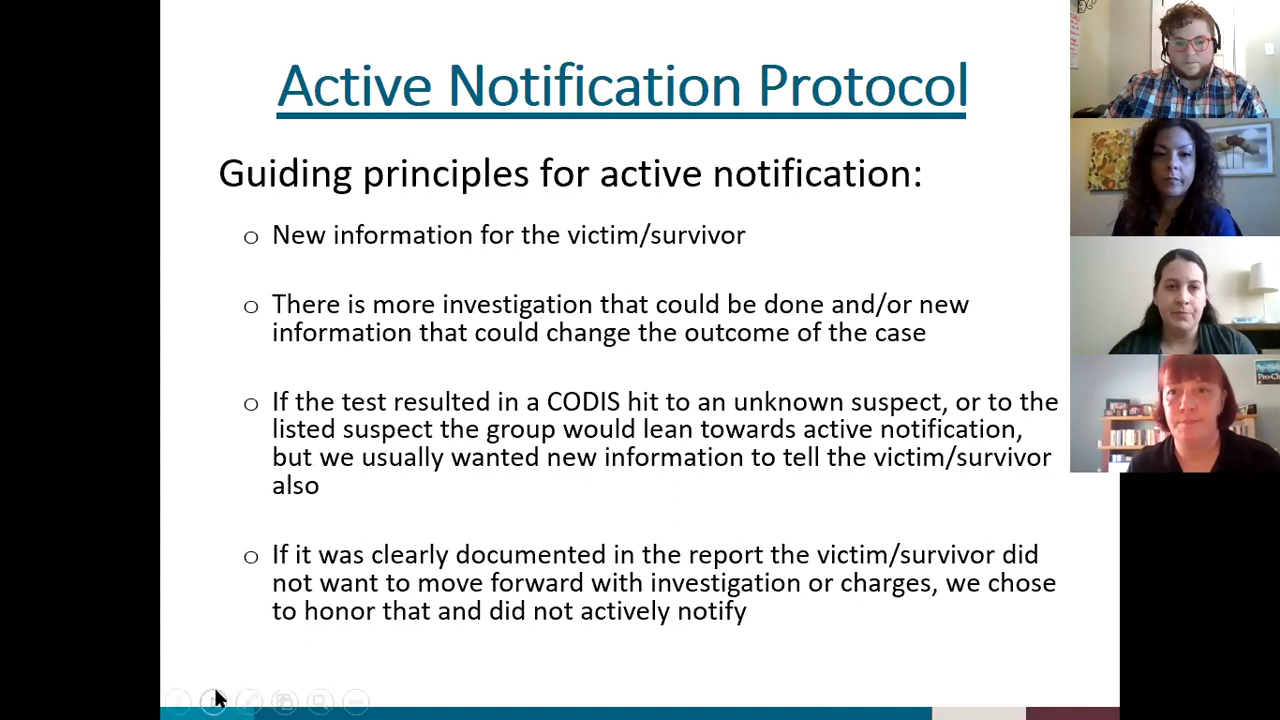 Active Notification Protocol
Guiding principles for active notification:
o New information for the victim/survivor
o There is more investigation that could be done and/or new
information that could change the outcome of the case
o If the test resulted in a CODIS hit to an unknown suspect, or to the
listed suspect the group would lean towards active notification,
but we usually wanted new information to tell the victim/survivor
also
o If it was clearly documented in the report the victim/survivor did
not want to move forward with investigation or charges, we chose
to honor that and did not actively notify